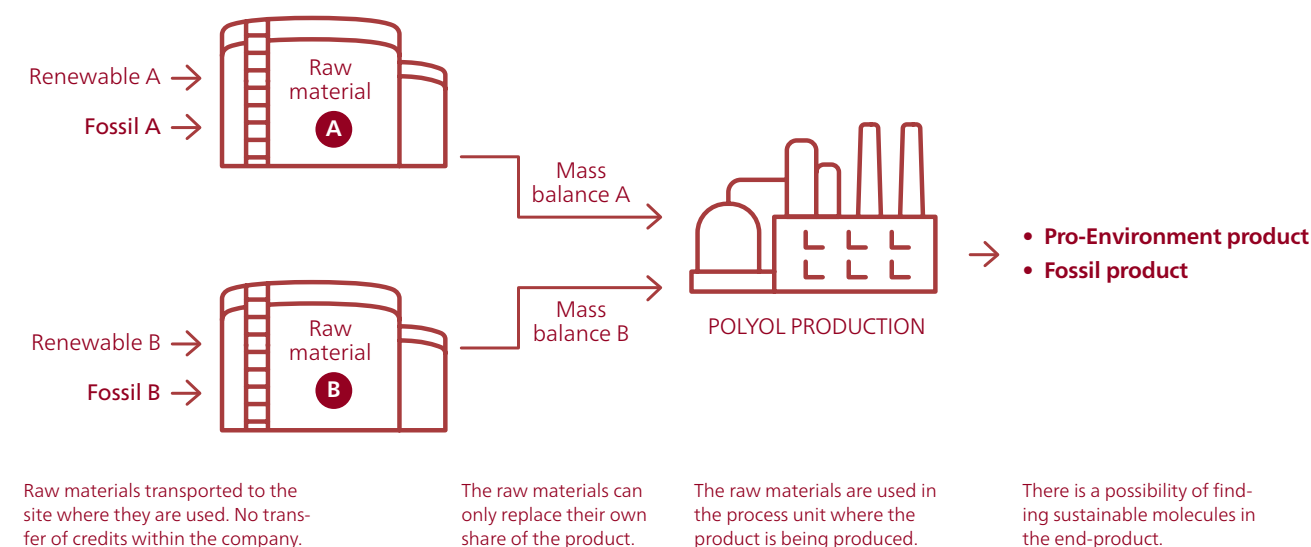 Renewable A
Fossil A
Raw
material
A
Mass
balance A
Renewable B
Fossil B
Raw
material
B
Mass
balance B
POLYOL PRODUCTION
• Pro-Environment product
• Fossil product
Raw materials transported to the
site where they are used. No trans-
fer of credits within the company.
The raw materials can
only replace their own
share of the product.
The raw materials are used in
the process unit where the
product is being produced.
There is a possibility of find-
ing sustainable molecules in
the end-product.